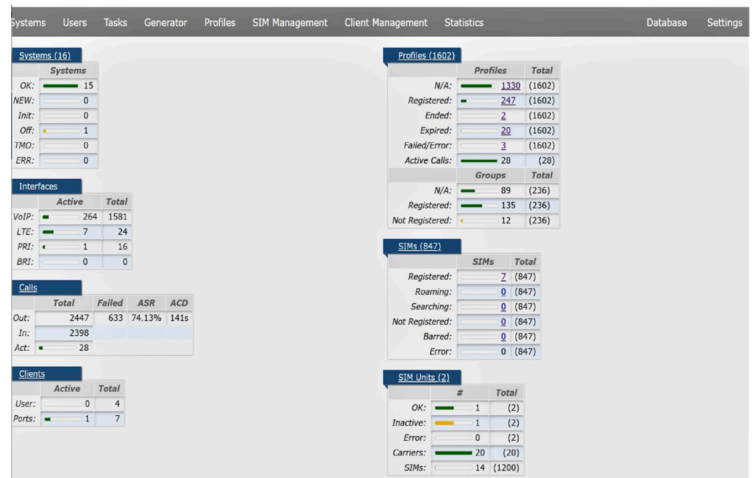 Systems Users Tasks Generator Profiles SIM Management Client Management Statistics Database Settings
Systems (16)
Systems
OK: 15
NEW: 0
Init: 0
Off: 1
TMO: 0
ERR: 0
Interfaces
Active Total
VoIP: 264 1581
LTE: 7 24
PRI: 1 16
BRI: 0 0
Calls
Total Failed ASR ACD
Out: 2447 633 74.13% 141s
In: 2398
Act: 28
Clients
Active Total
User: 0 4
Ports: 1 7
Profiles (1602)
Profiles Total
N/A: 1330 (1602)
Registered: 247 (1602)
Ended: 2 (1602)
Expired: 20 (1602)
Failed/Error: 3 (1602)
Active Calls: 28 (28)
Groups Total
N/A: 89 (236)
Registered: 135 (236)
Not Registered: 12 (236)
SIMs (847)
SIMs Total
Registered: 7 (847)
Roaming: 0 (847)
Searching: 0 (847)
Not Registered: 0 (847)
Barred: 0 (847)
Error: 0 (847)
SIM Units (2)
# Total
OK: 1 (2)
Inactive: 1 (2)
Error: 0 (2)
Carriers: 20 (20)
SIMs: 14 (1200)